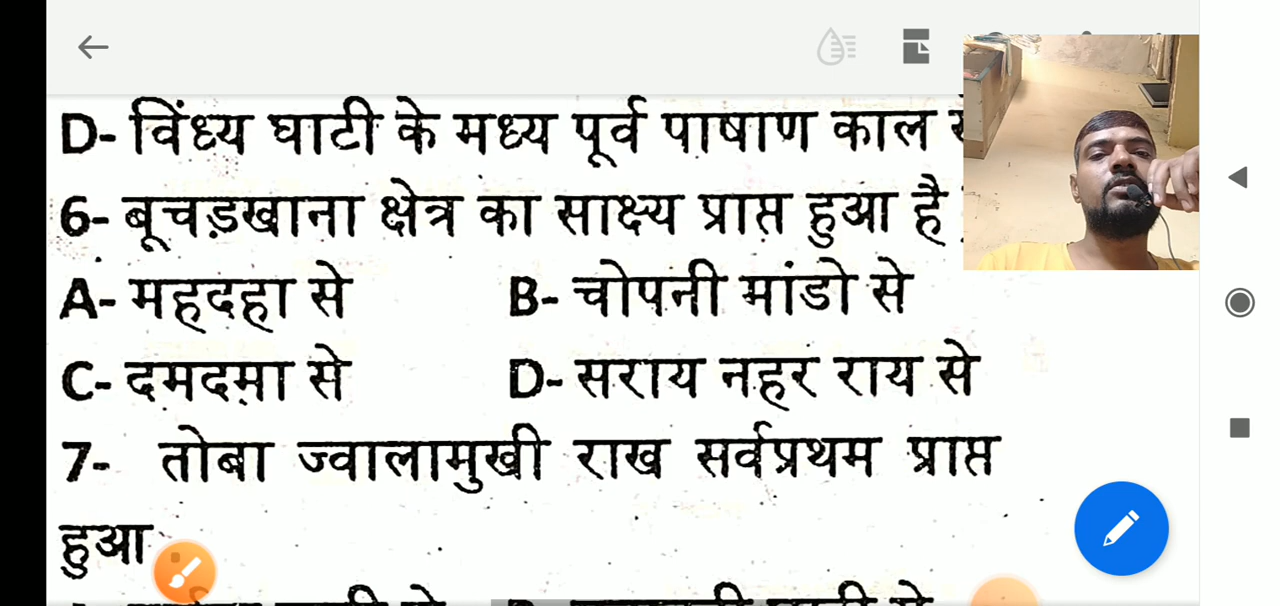 D- विंध्य घाटी के मध्य पूर्व पाषाण काल
6- बूचड़खाना क्षेत्र का साक्ष्य प्राप्त हुआ है
A- महदहा से B- चोपनी मांडो से
C- दमदमा से D- सराय नहर राय से
7- तोबा ज्वालामुखी राख सर्वप्रथम प्राप्त
हुआ